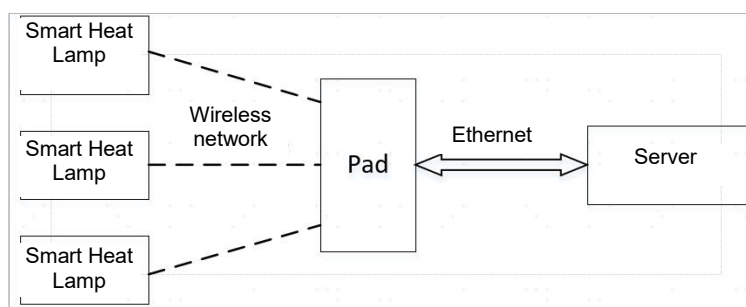 Smart Heat
Lamp
Wireless
network
Smart Heat
Lamp
Smart Heat
Lamp
Pad
Ethernet
Server